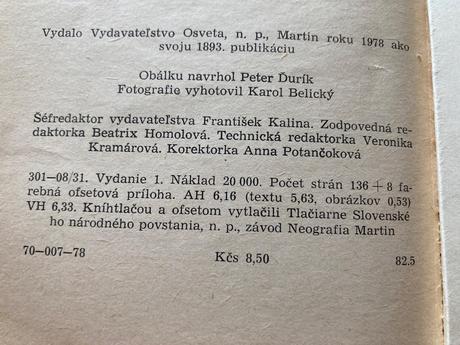 Vydalo Vydavateľstvo Osveta, n. p., Martin roku 1978 ako
svoju 1893. publikáciu
Obálku navrhol Peter Ďurík
Fotografie vyhotovil Karol Belický
Šéfredaktor vydavateľstva František Kalina. Zodpovedná re-
daktorka Beatrix Homolová. Technická redaktorka Veronika
Kramárová. Korektorka Anna Potančoková
301—08/31. Vydanie 1. Náklad 20 000. Počet strán 136 + 8 fa-
rebná ofsetová príloha. AH 6,16 (textu 5,63, obrázkov 0,53)
VH 6,33. Kníhtlačou a ofsetom vytlačili Tlačiarne Slovenské
ho národného povstania, n. p., závod Neografia Martin
70—007—78 Kčs 8,50 82.5